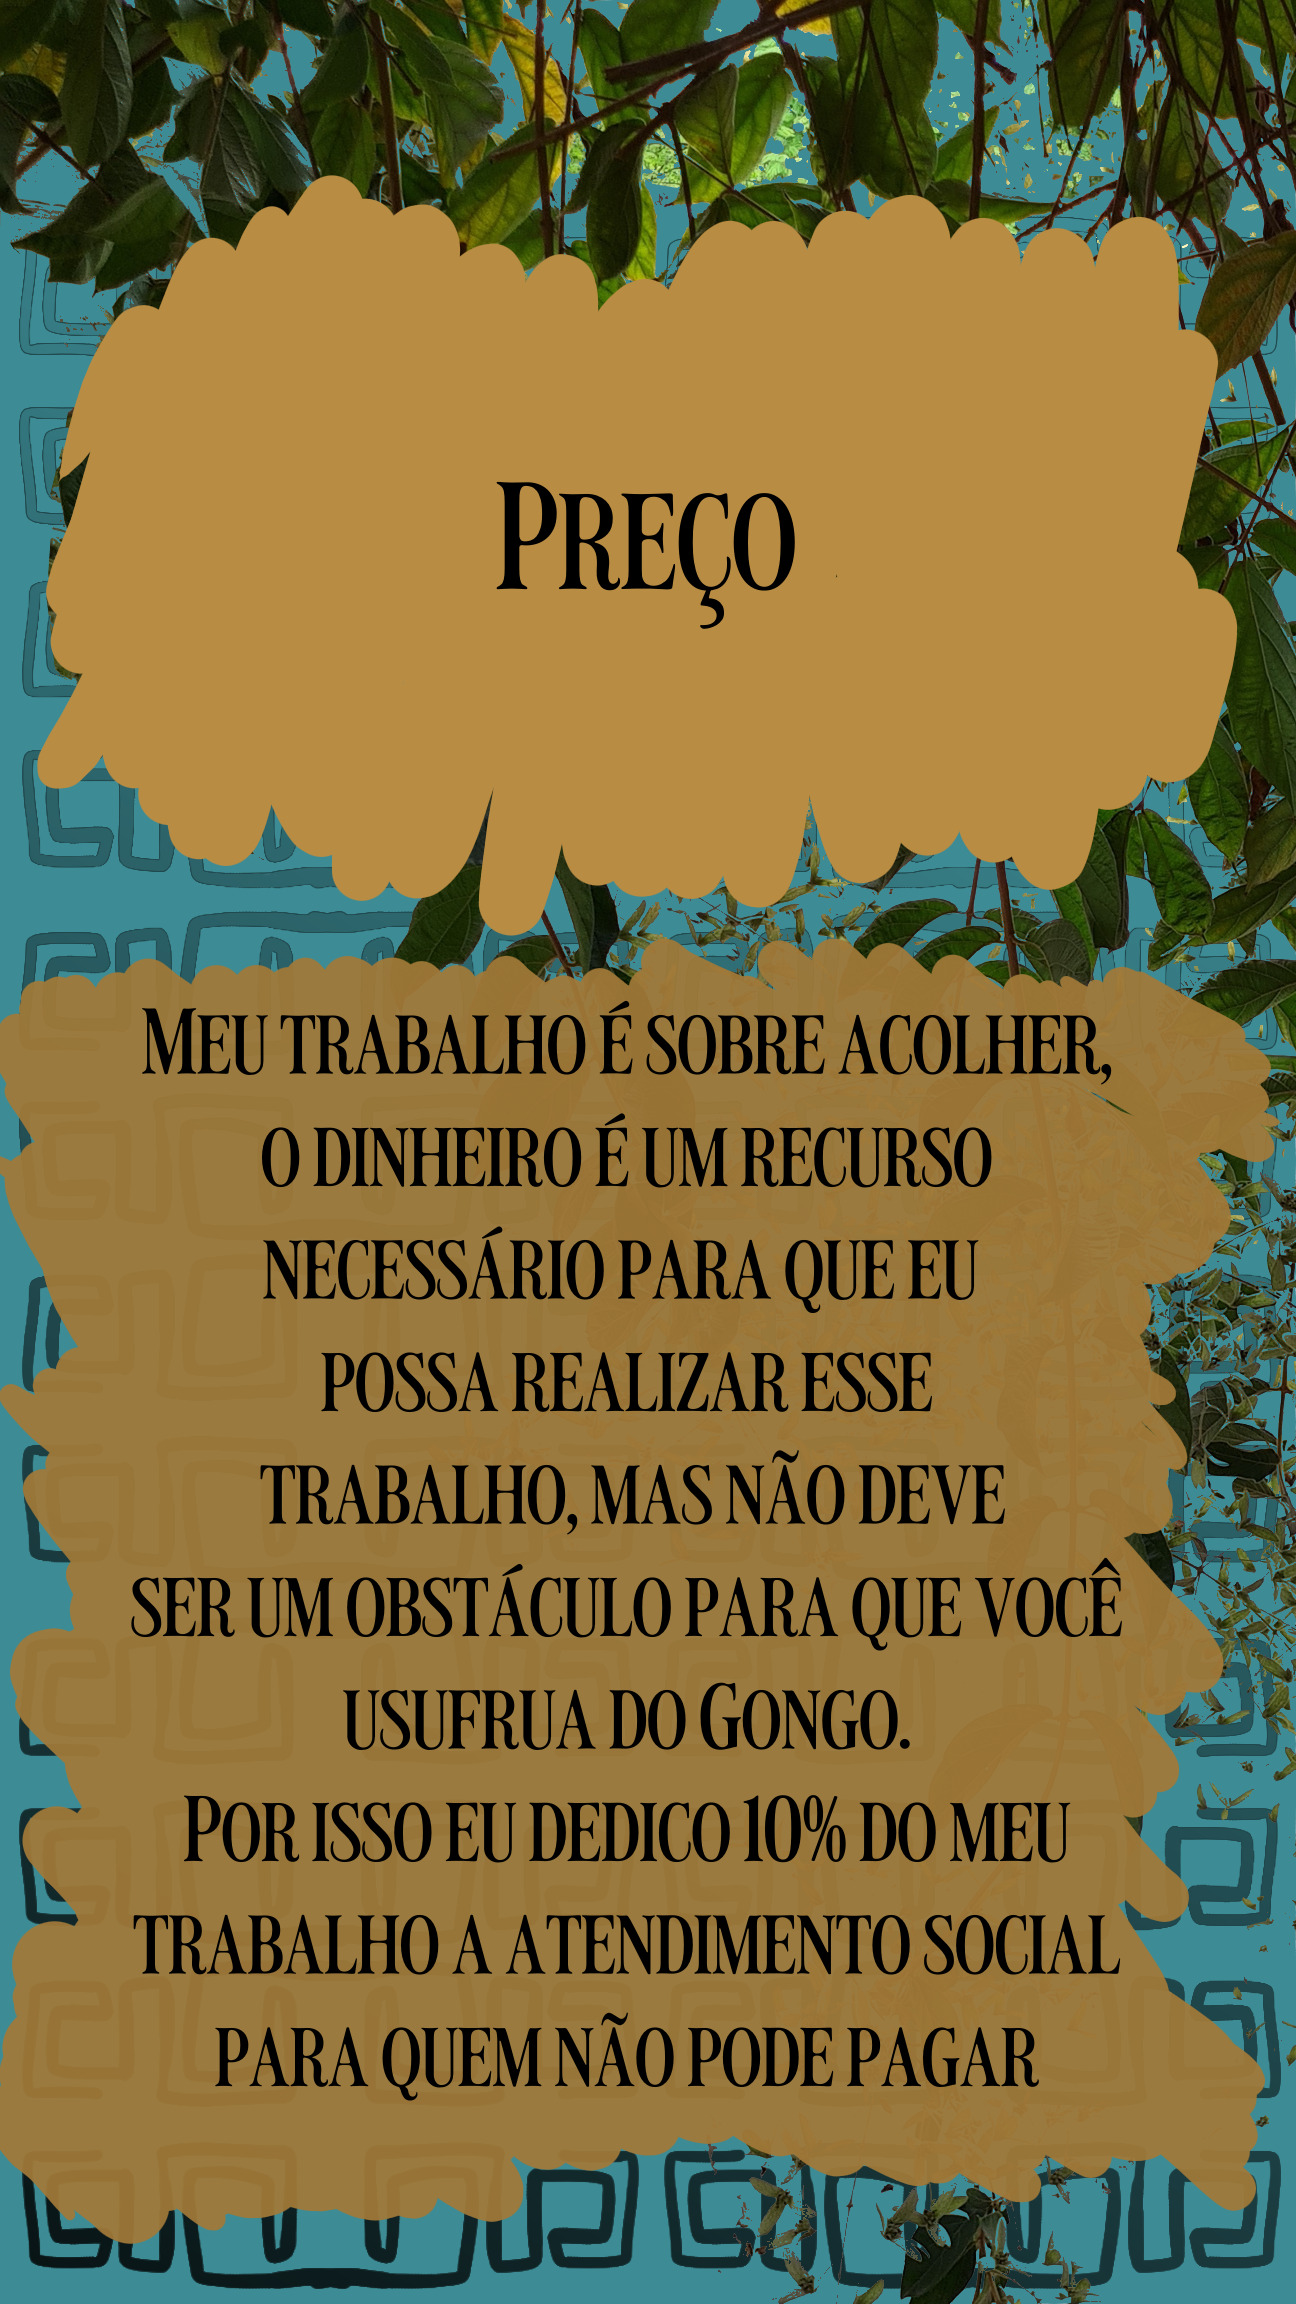 Preço
Meu trabalho é sobre acolher,
o dinheiro é um recurso
necessário para que eu
possa realizar esse
trabalho, mas não deve
ser um obstáculo para que você
usufrua do Gongo.
Por isso eu dedico 10% do meu
trabalho a atendimento social
para quem não pode pagar